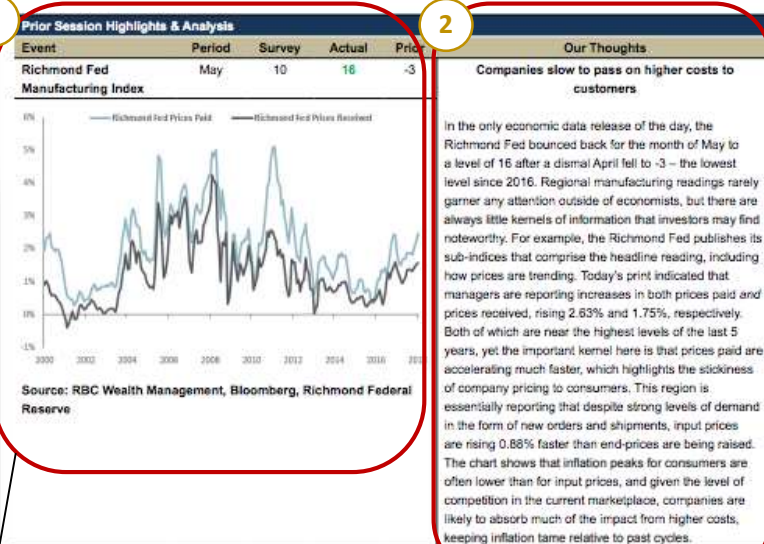 Prior Session Highlights & Analysis
2
Event Period Survey Actual Prior
Richmond Fed May 10 16 -3
Manufacturing Index
Richmond Fed Prices Paid Richmond Fed Prices Received
6%
5%
4%
3%
2%
1%
0%
-1%
2000 2002 2004 2006 2008 2010 2012 2014 2016
Source: RBC Wealth Management, Bloomberg, Richmond Federal
Reserve
Our Thoughts
Companies slow to pass on higher costs to
customers
In the only economic data release of the day, the
Richmond Fed bounced back for the month of May to
a level of 16 after a dismal April fell to -3 – the lowest
level since 2016. Regional manufacturing readings rarely
garner any attention outside of economists, but there are
always little kernels of information that investors may find
noteworthy. For example, the Richmond Fed publishes its
sub-indices that comprise the headline reading, including
how prices are trending. Today's print indicated that
managers are reporting increases in both prices paid and
prices received, rising 2.63% and 1.75%, respectively.
Both of which are near the highest levels of the last 5
years, yet the important kernel here is that prices paid are
accelerating much faster, which highlights the stickiness
of company pricing to consumers. This region is
essentially reporting that despite strong levels of demand
in the form of new orders and shipments, input prices
are rising 0.88% faster than end-prices are being raised.
The chart shows that inflation peaks for consumers are
often lower than for input prices, and given the level of
competition in the current marketplace, companies are
likely to absorb much of the impact from higher costs,
keeping inflation tame relative to past cycles.